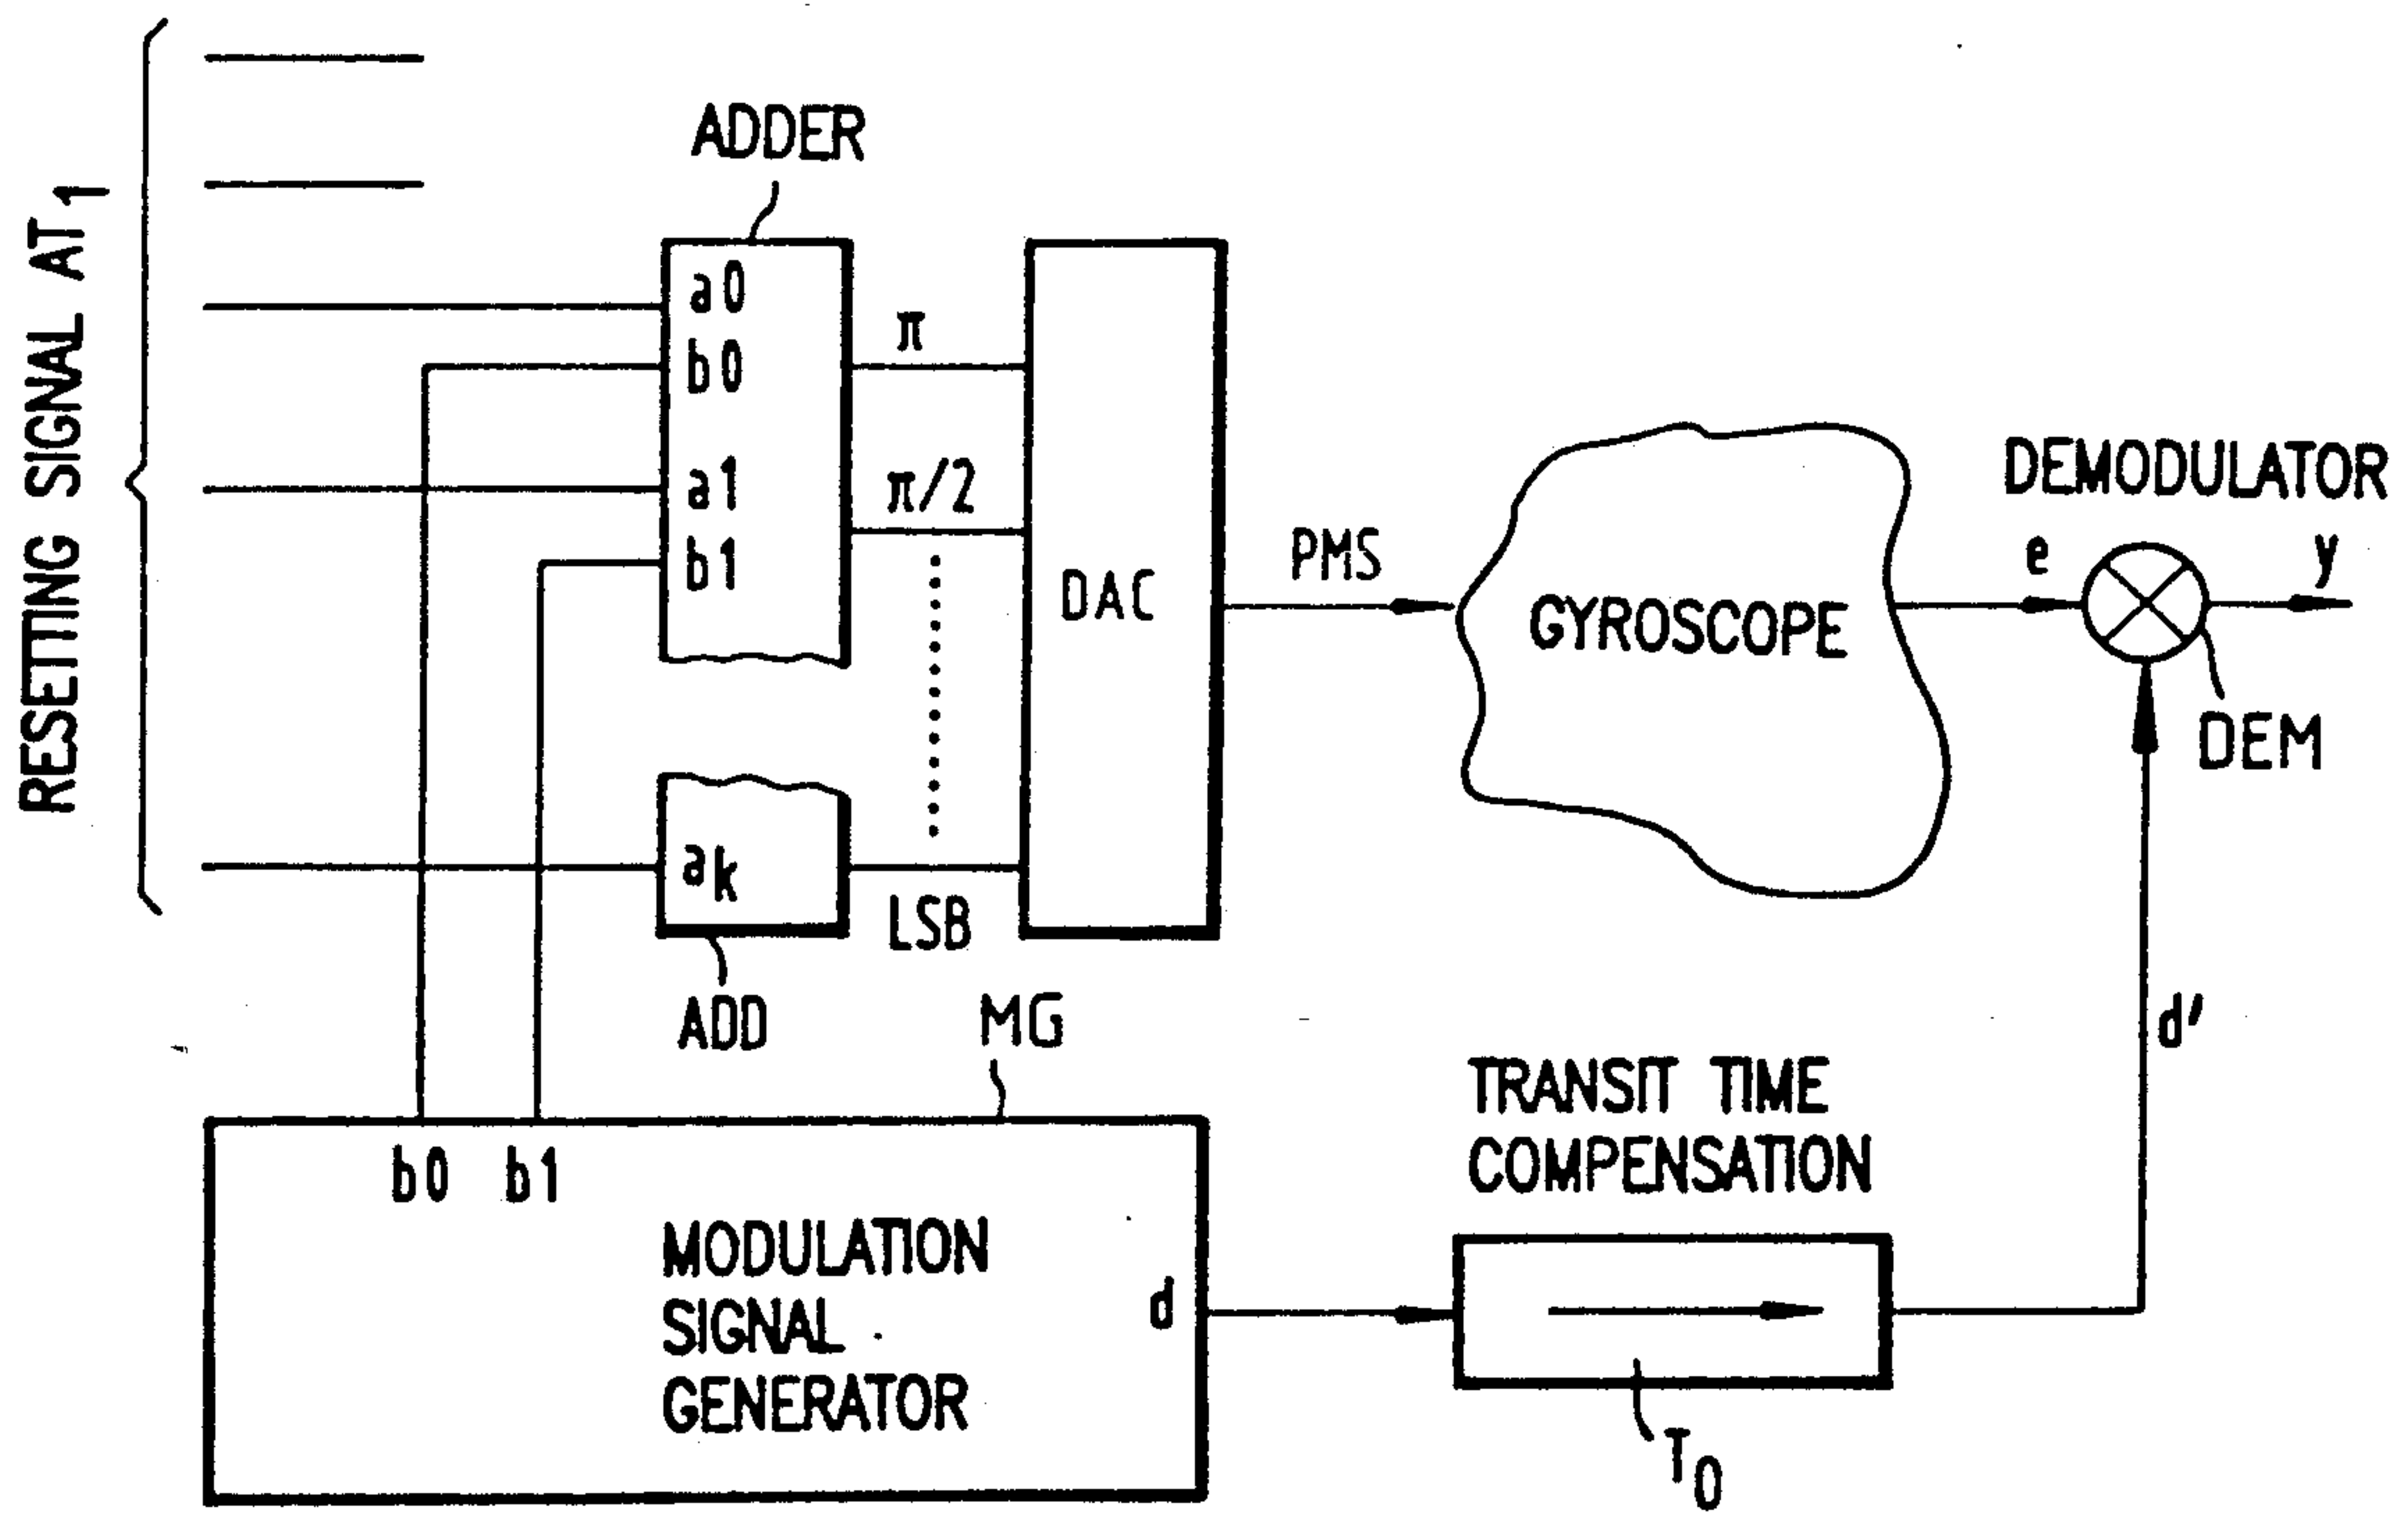 RESETTING SIGNAL AT1
ADDER
a0
b0
a1
b1
π
π/2
DAC
PMS
GYROSCOPE
DEMODULATOR
e
y
DEM
ak
LSB
ADD
MG
d'
TRANSIT TIME
COMPENSATION
b0 b1
MODULATION
SIGNAL
GENERATOR
d
T0